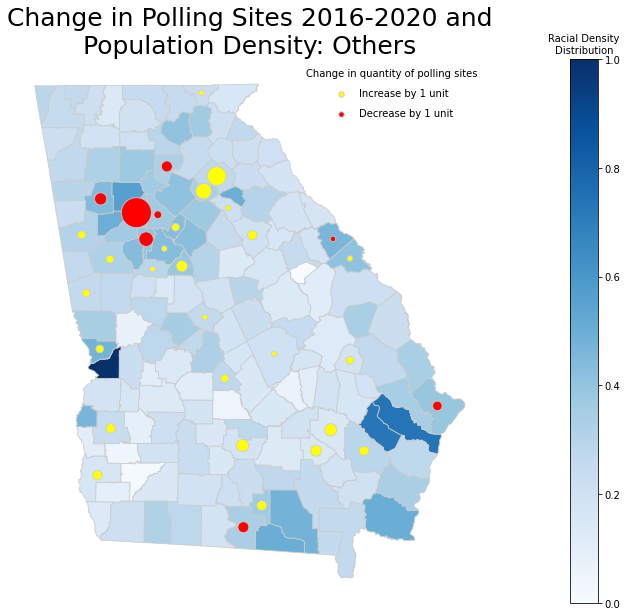 Change in Polling Sites 2016-2020 and
Population Density: Others
Racial Density
Distribution
Change in quantity of polling sites
Increase by 1 unit
Decrease by 1 unit
1.0
0.8
0.6
0.4
0.2
0.0